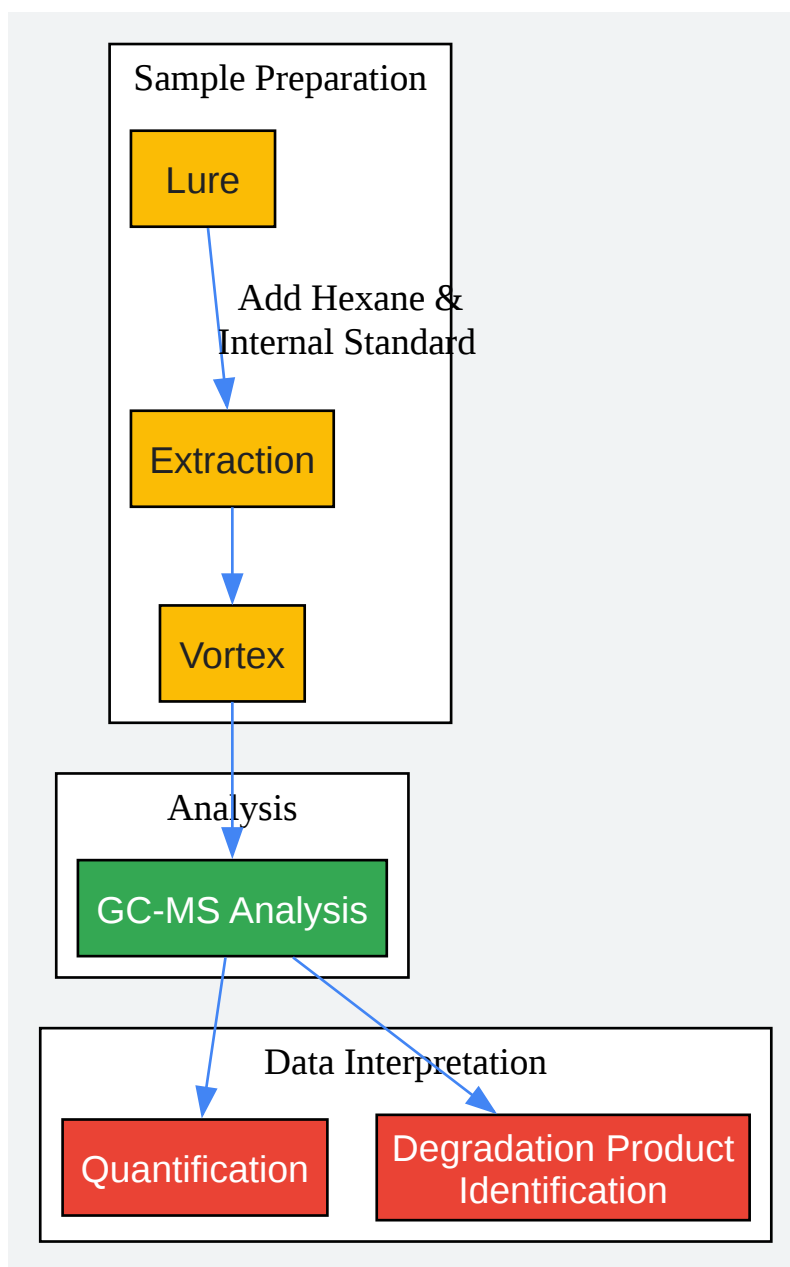 Sample Preparation
Lure
Add Hexane &
Internal Standard
Extraction
Vortex
Analysis
GC-MS Analysis
Data Interpretation
Quantification
Degradation Product
Identification